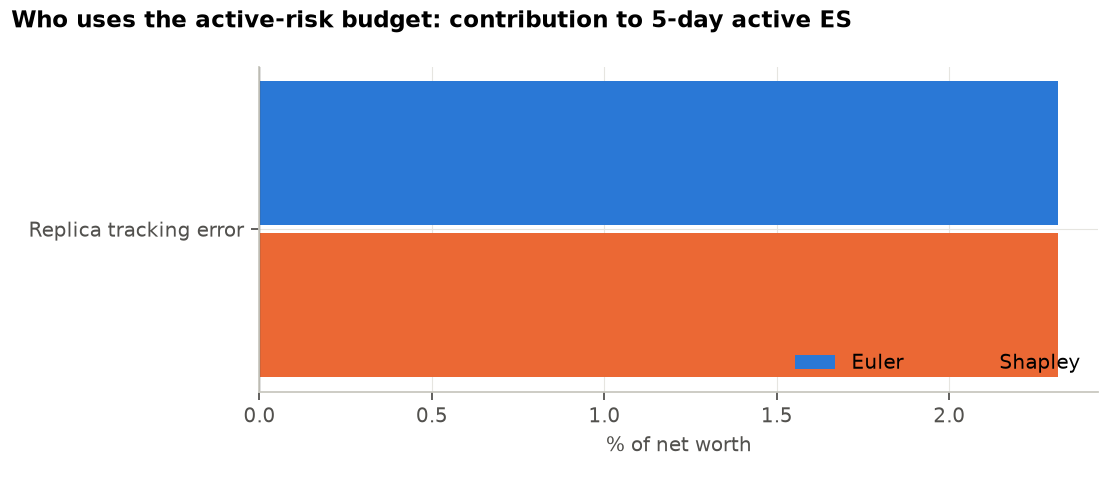 Who uses the active-risk budget: contribution to 5-day active ES
Replica tracking error
Euler Shapley
0.0 0.5 1.0 1.5 2.0
% of net worth